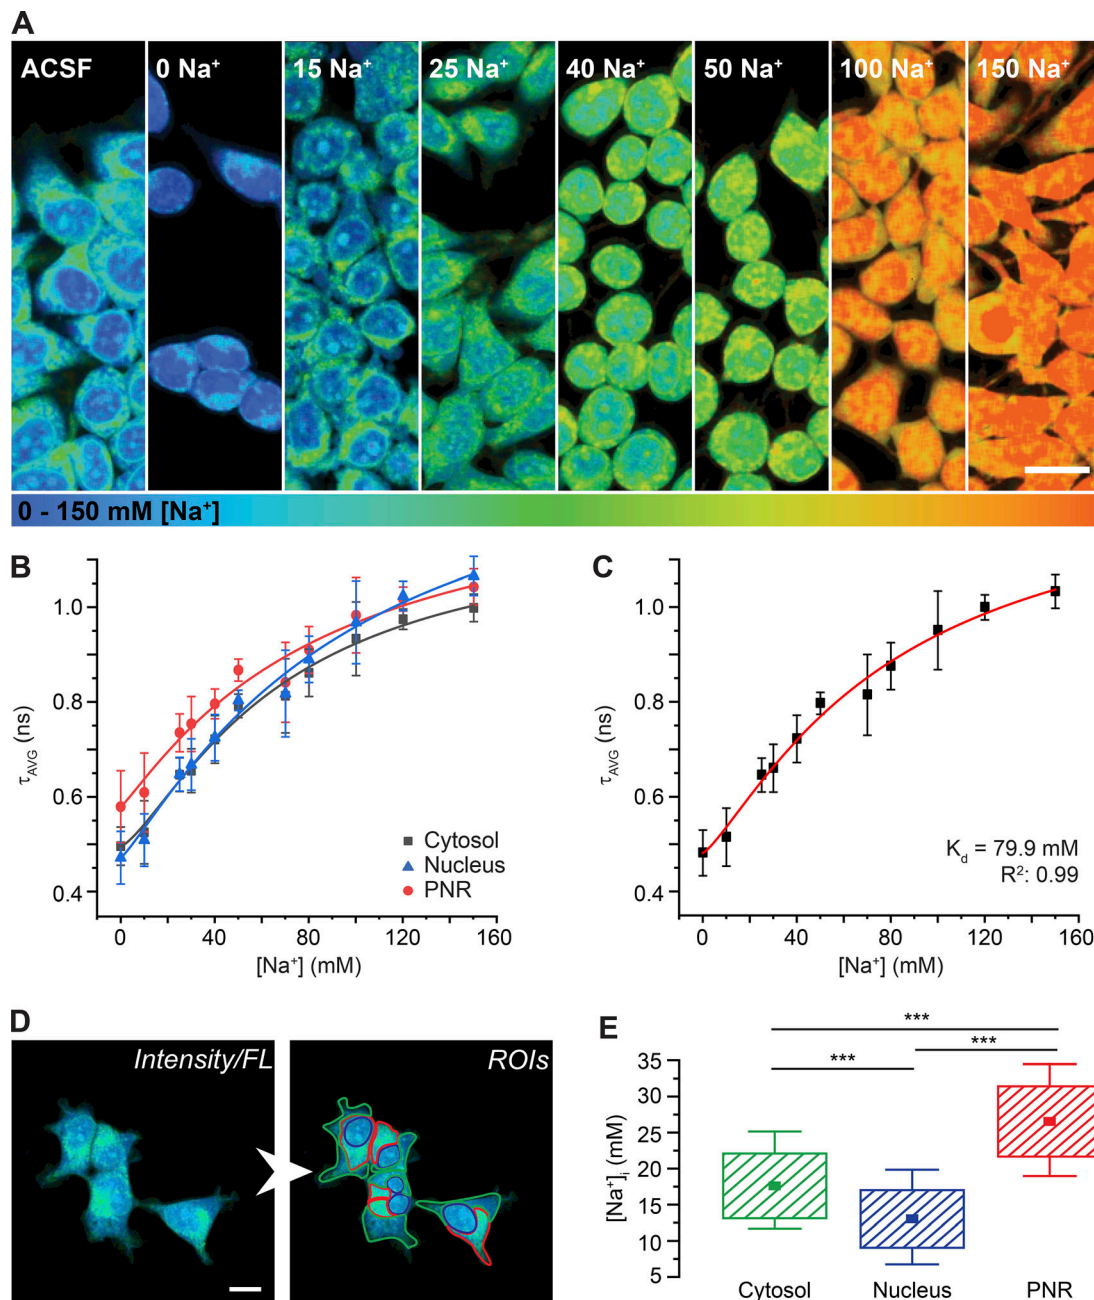 A
ACSF
0 Na⁺
15 Na⁺
25 Na⁺
40 Na⁺
50 Na⁺
100 Na⁺
150 Na⁺
0 - 150 mM [Na⁺]
B
1.0
0.8
0.6
0.4
τAVG (ns)
Cytosol
Nucleus
PNR
0 40 80 120 160
[Na⁺] (mM)
C
1.0
0.8
0.6
0.4
τAVG (ns)
Kd = 79.9 mM
R²: 0.99
0 40 80 120 160
[Na⁺] (mM)
D
Intensity/FL
ROIs
E
***
***
***
35
30
25
20
15
10
5
[Na⁺]i (mM)
Cytosol Nucleus PNR